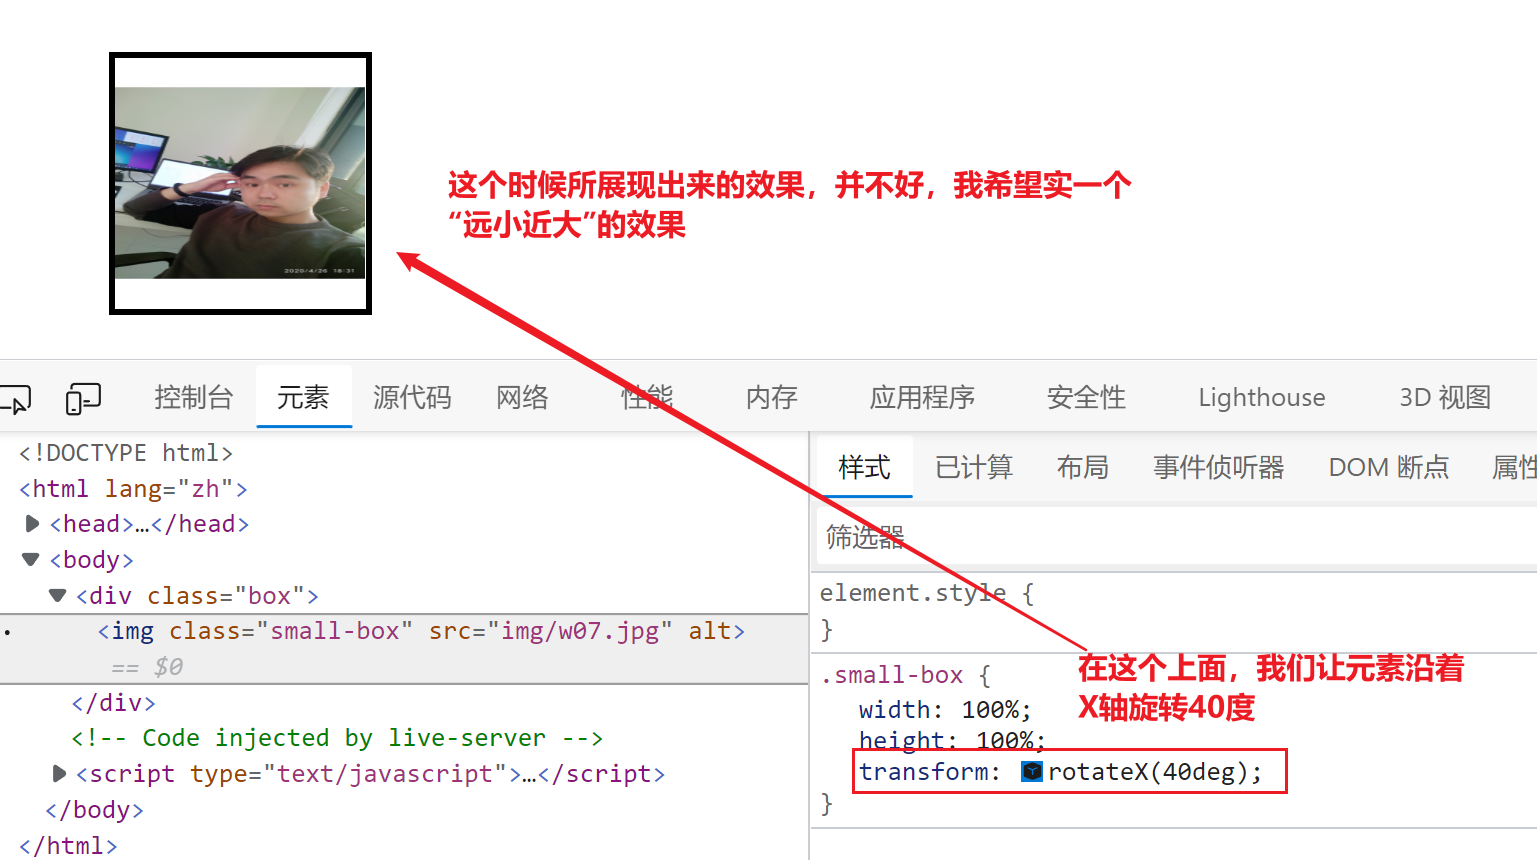 2020/4/26 18:31
这个时候所展现出来的效果，并不好，我希望实一个
“远小近大”的效果
控制台 元素 源代码 网络 性能 内存 应用程序 安全性 Lighthouse 3D 视图
<!DOCTYPE html>
<html lang="zh">
<head>…</head>
<body>
<div class="box">
<img class="small-box" src="img/w07.jpg" alt>
== $0
</div>
<!-- Code injected by live-server -->
<script type="text/javascript">…</script>
</body>
</html>
样式 已计算 布局 事件侦听器 DOM 断点 属性
筛选器
element.style {
}
.small-box {
width: 100%;
height: 100%;
transform: rotateX(40deg);
}
在这个上面，我们让元素沿着
X轴旋转40度